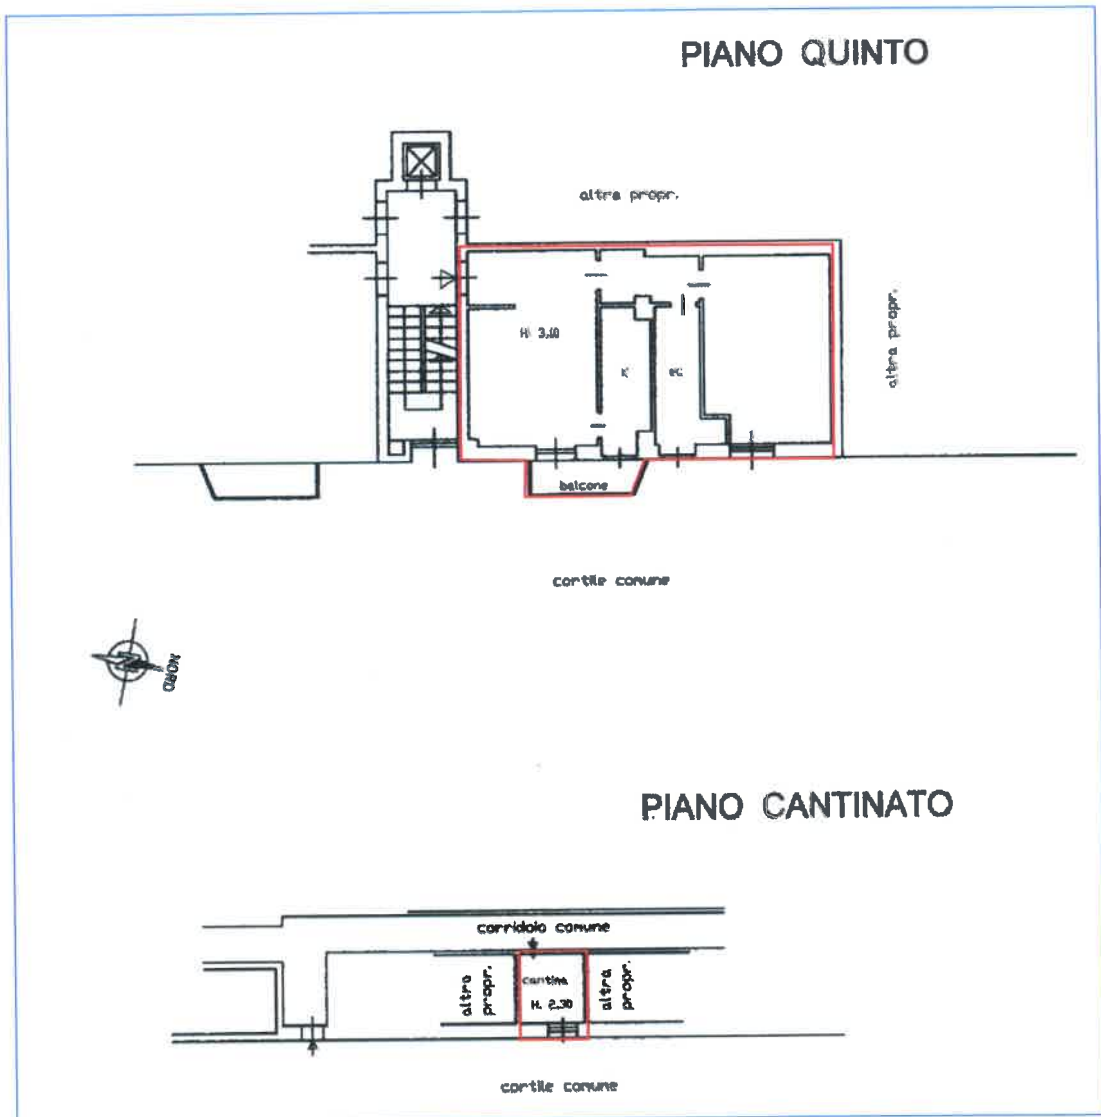 PIANO QUINTO
altra propr.
altra propr.
H: 3,10
K
WC
balcone
cortile comune
NORD
PIANO CANTINATO
corridoio comune
altra propr.
cantina
H: 2,30
altra propr.
cortile comune